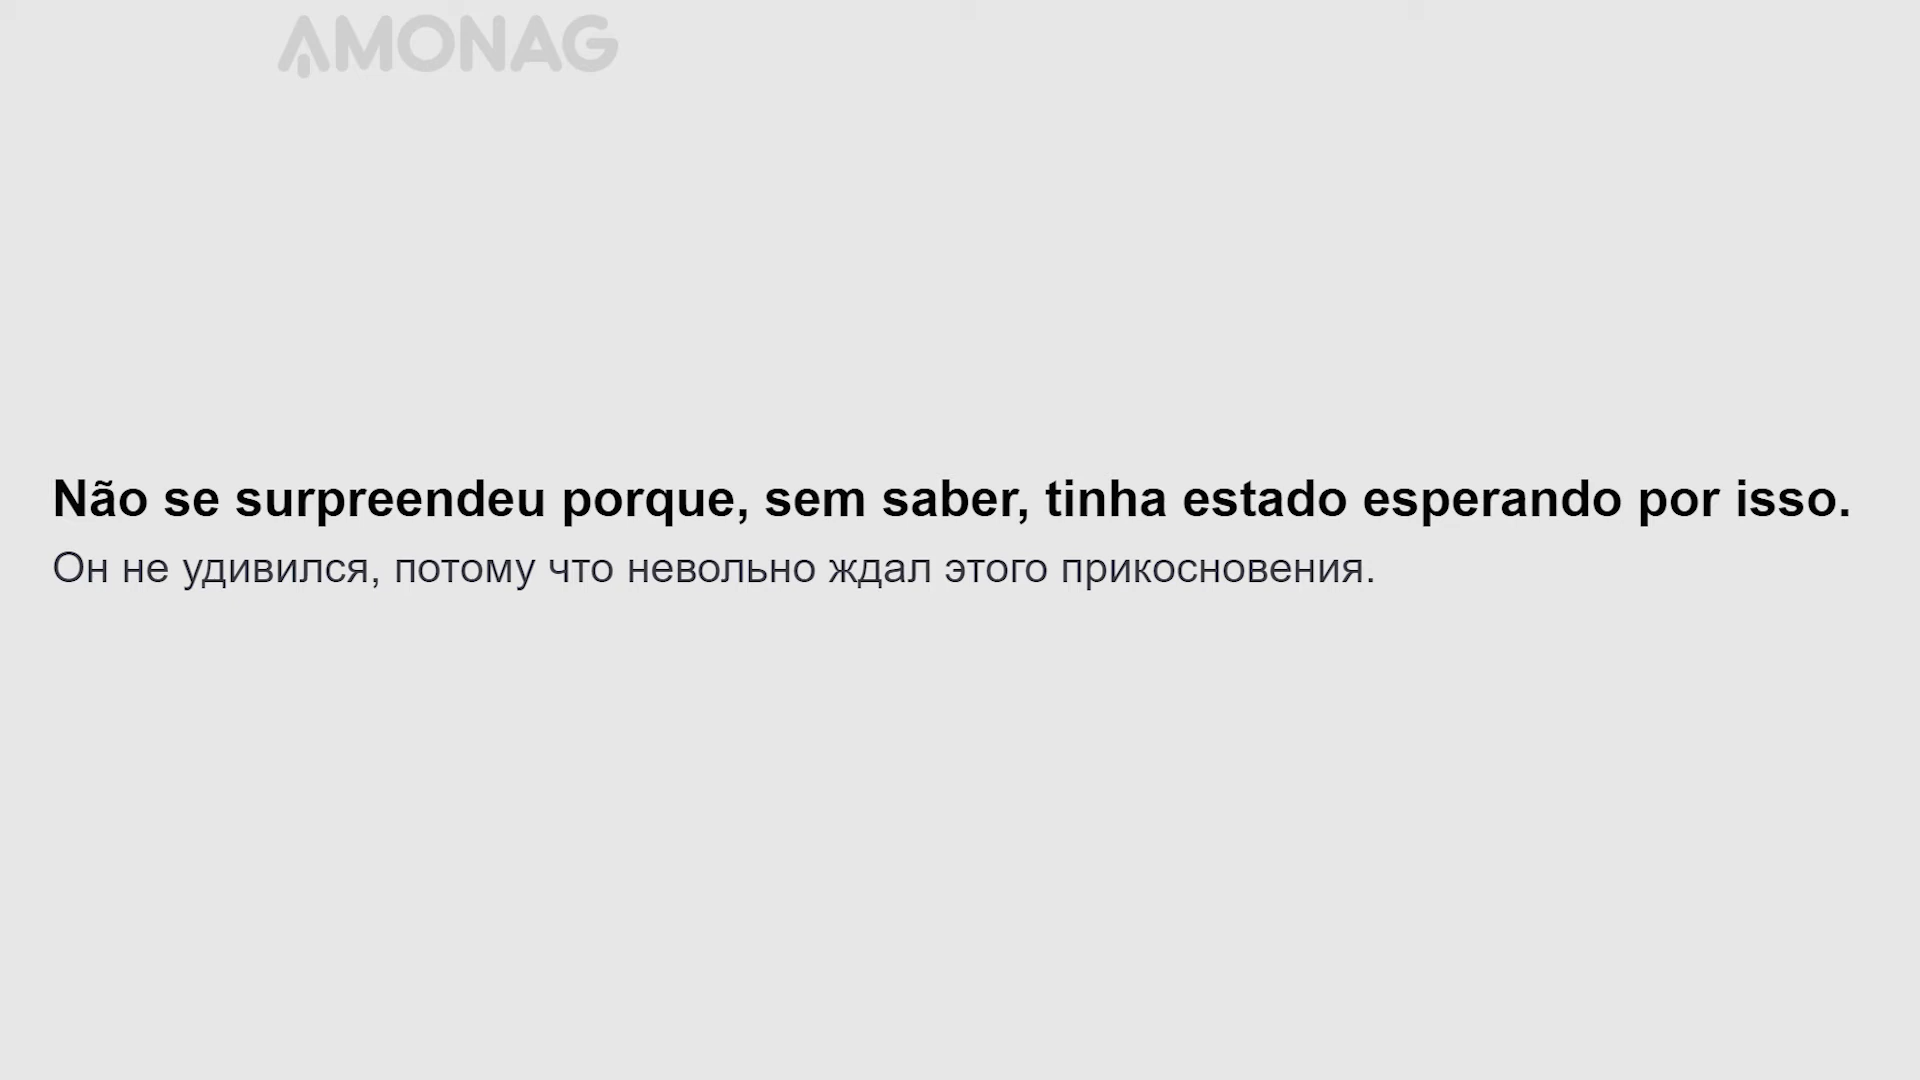 AMONAG
Não se surpreendeu porque, sem saber, tinha estado esperando por isso.
Он не удивился, потому что невольно ждал этого прикосновения.